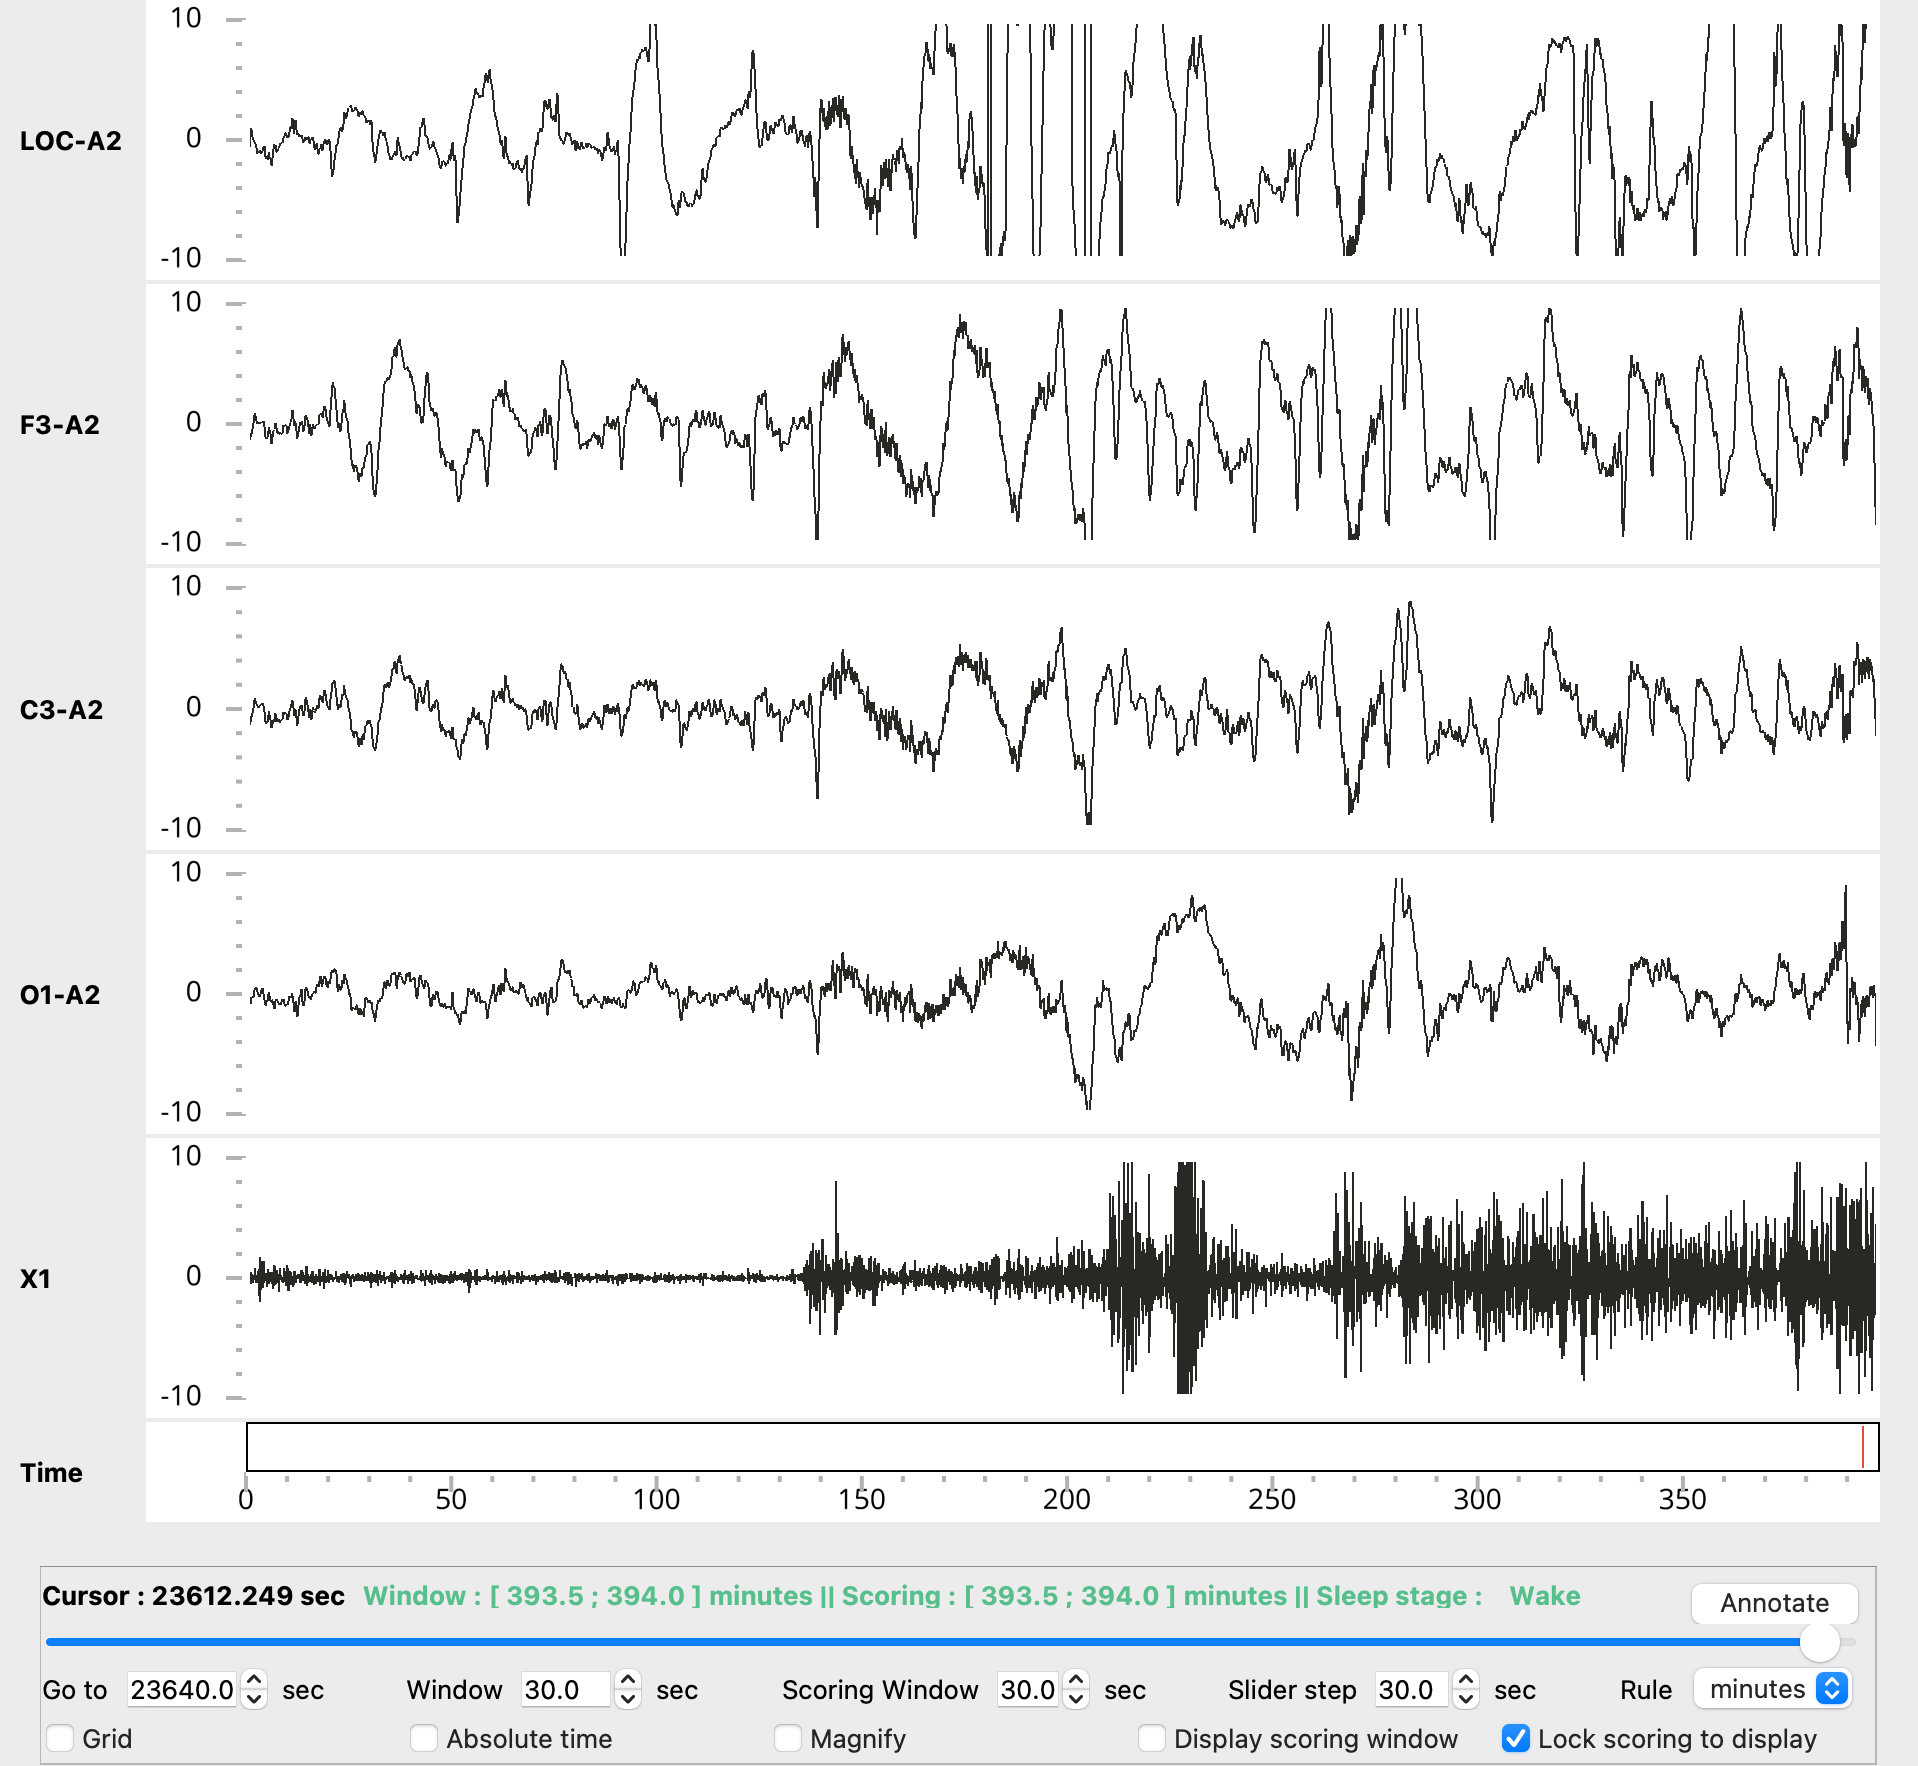 10
LOC-A2
0
-10
10
F3-A2
0
-10
10
C3-A2
0
-10
10
O1-A2
0
-10
10
X1
0
-10
Time
0 50 100 150 200 250 300 350
Cursor : 23612.249 sec Window : [ 393.5 ; 394.0 ] minutes || Scoring : [ 393.5 ; 394.0 ] minutes || Sleep stage : Wake
Annotate
Go to 23640.0 sec Window 30.0 sec Scoring Window 30.0 sec Slider step 30.0 sec Rule minutes
Grid Absolute time Magnify Display scoring window Lock scoring to display